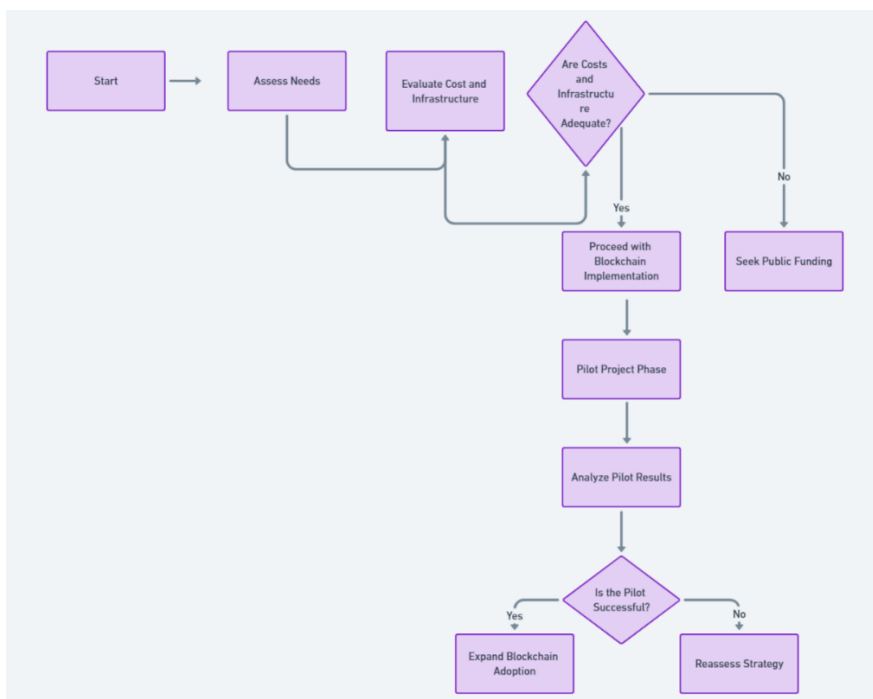 Start
Assess Needs
Evaluate Cost and
Infrastructure
Are Costs
and
Infrastructu
re
Adequate?
No
Yes
Proceed with
Blockchain
Implementation
Seek Public Funding
Pilot Project Phase
Analyze Pilot Results
Is the Pilot
Successful?
Yes
No
Expand Blockchain
Adoption
Reassess Strategy